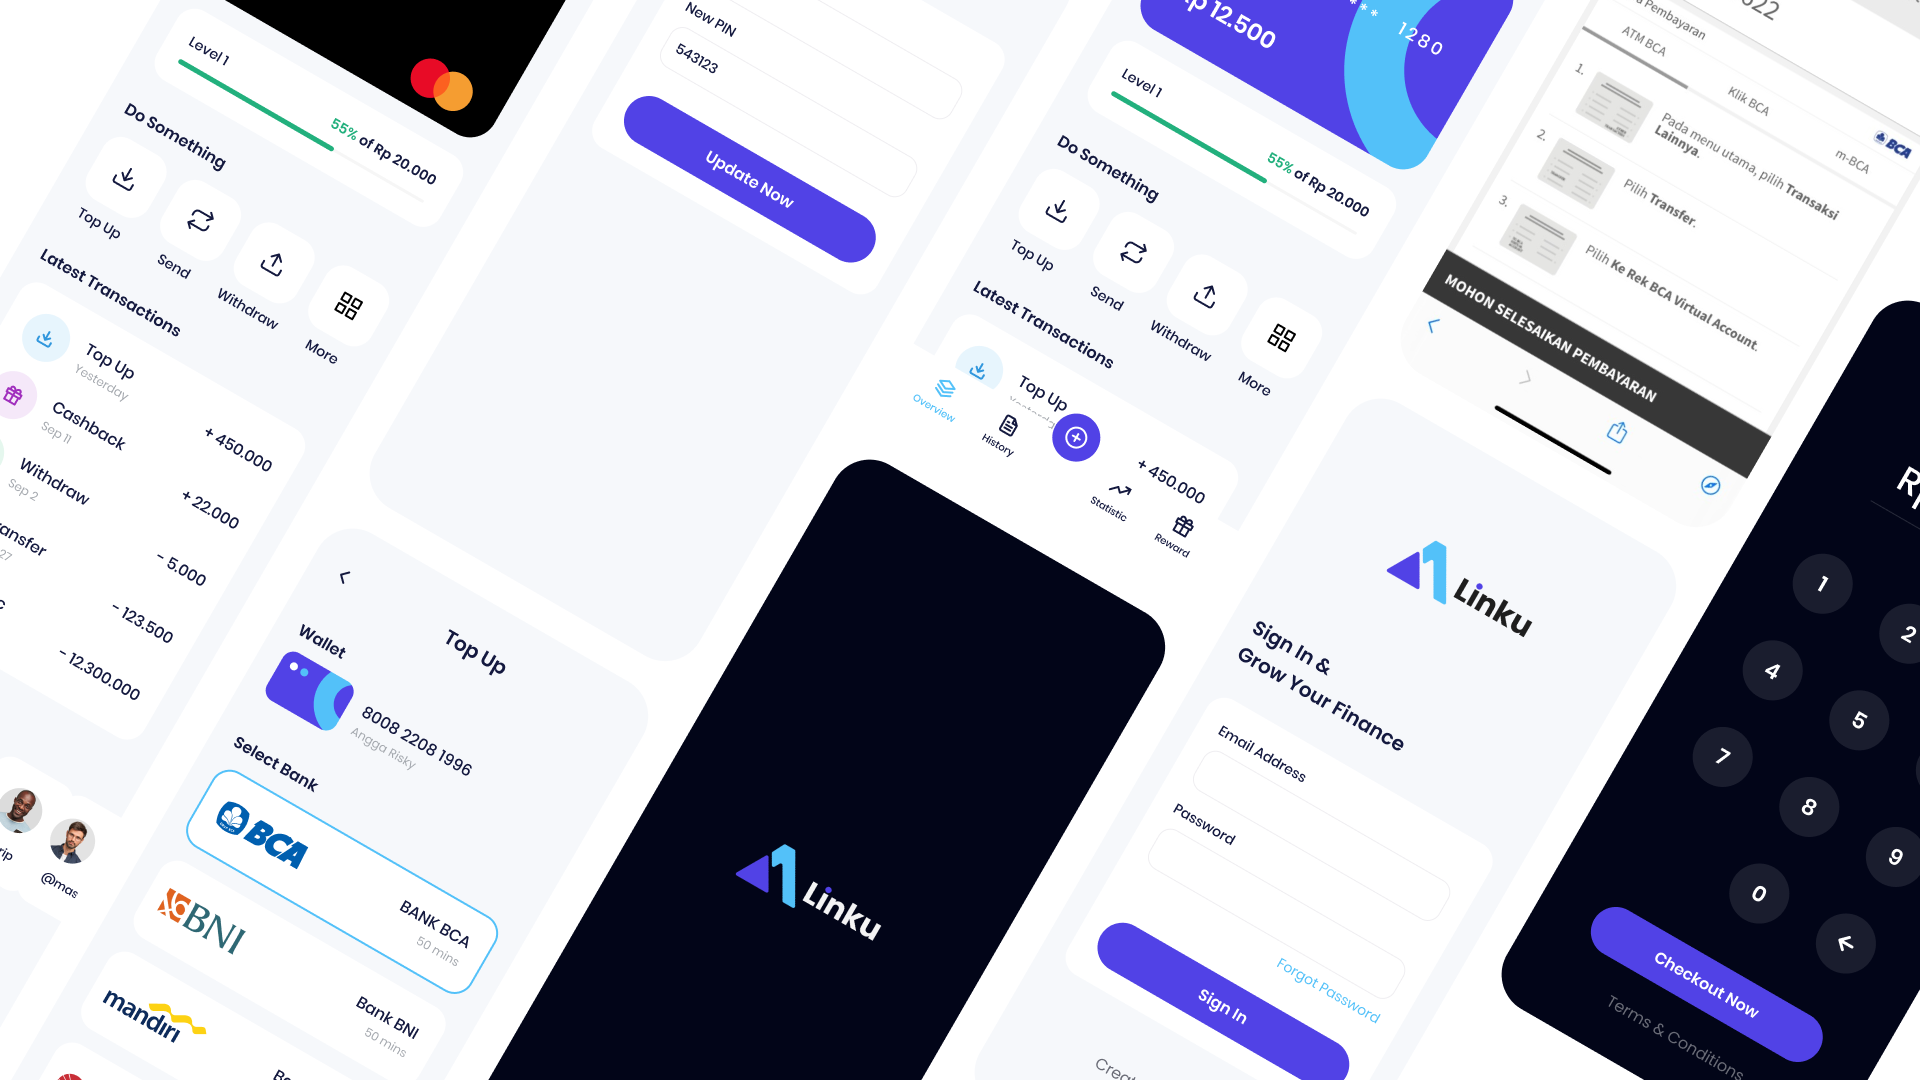 Level 1
55% of Rp 20.000
Do Something
Top Up
Send
Withdraw
More
Latest Transactions
Top Up
Yesterday
+ 450.000
Cashback
Sep 11
+ 22.000
Withdraw
Sep 2
- 5.000
27
- 123.500
- 12.300.000
@mas
New PIN
543123
Update Now
Top Up
Wallet
8008 2208 1996
Angga Risky
Select Bank
BCA
BANK BCA
50 mins
BNI
Bank BNI
50 mins
mandiri
Linku
Rp 12.500
1280
Level 1
55% of Rp 20.000
Do Something
Top Up
Send
Withdraw
More
Latest Transactions
Top Up
+ 450.000
Overview
History
Statistic
Reward
Pembayaran
ATM BCA
Klik BCA
m-BCA
BCA
1.
Pada menu utama, pilih Transaksi
Lainnya.
2.
Pilih Transfer.
3.
Pilih Ke Rek BCA Virtual Account.
MOHON SELESAIKAN PEMBAYARAN
Linku
Sign In &
Grow Your Finance
Email Address
Password
Forgot Password
Sign In
1
2
4
5
7
8
9
0
Checkout Now
Terms & Conditions